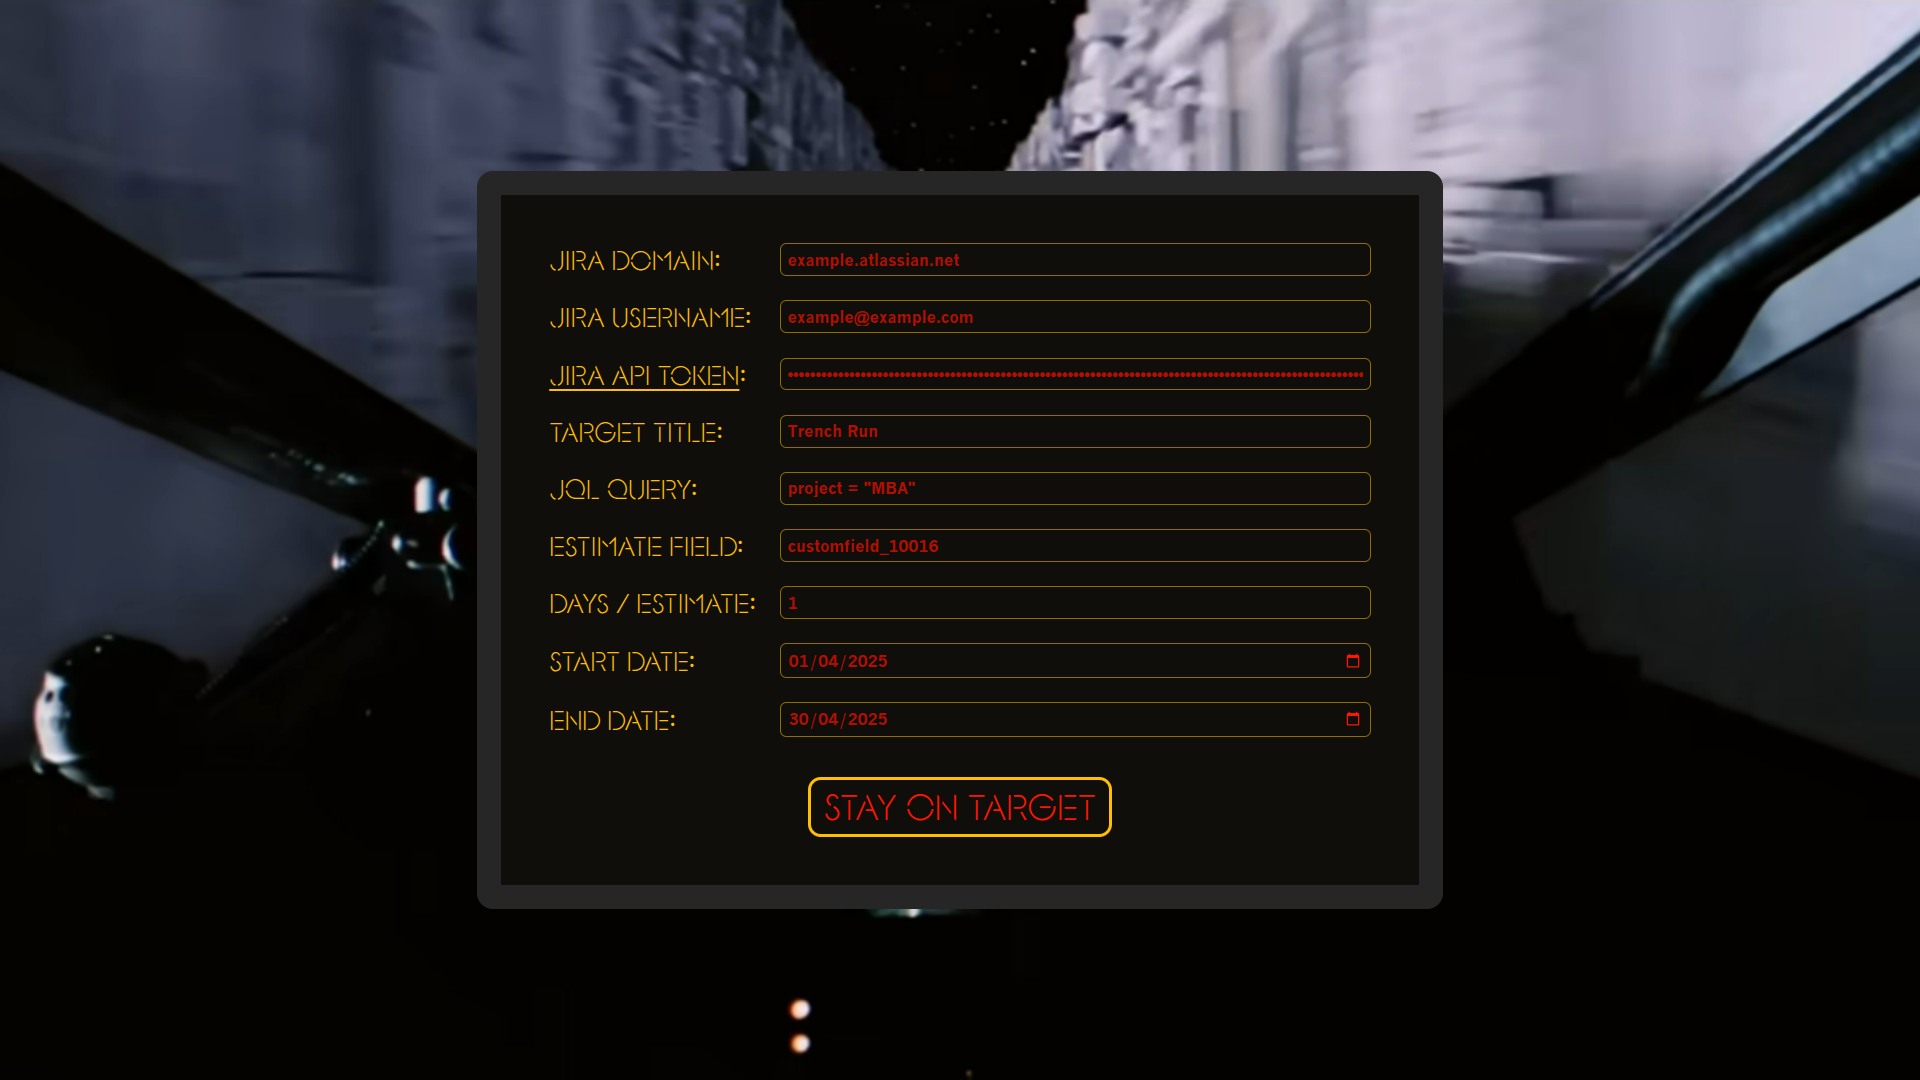 JIRA DOMAIN: example.atlassian.net
JIRA USERNAME: example@example.com
JIRA API TOKEN: ••••••••••••••••••••••••••••••••••••••••••••••••••••••••••••••••••••••••••••••••••••••••••••••••••••
TARGET TITLE: Trench Run
JQL QUERY: project = "MBA"
ESTIMATE FIELD: customfield_10016
DAYS / ESTIMATE: 1
START DATE: 01/04/2025
END DATE: 30/04/2025
STAY ON TARGET